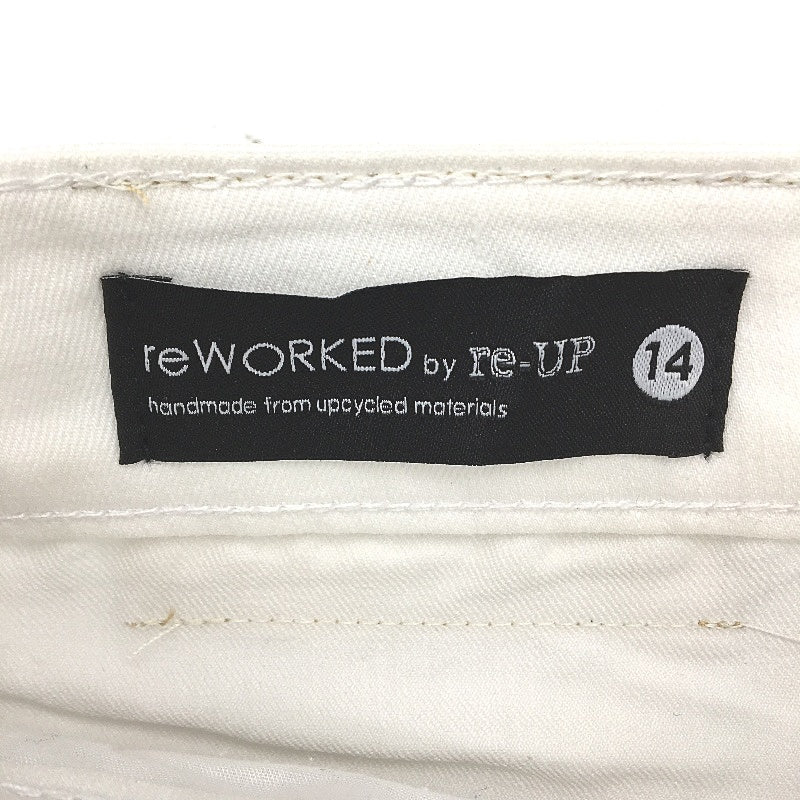 reWORKED by re-UP 14
handmade from upcycled materials